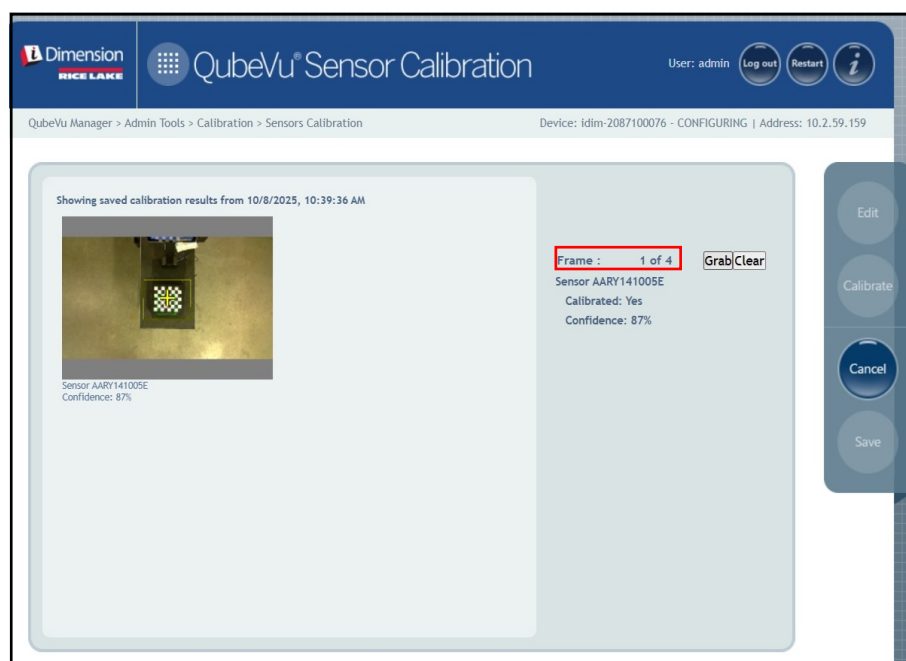 iDimension
RICE LAKE
QubeVu® Sensor Calibration
User: admin
Log out
Restart
i
QubeVu Manager > Admin Tools > Calibration > Sensors Calibration
Device: idim-2087100076 - CONFIGURING | Address: 10.2.59.159
Showing saved calibration results from 10/8/2025, 10:39:36 AM
Sensor AARY141005E
Confidence: 87%
Frame : 1 of 4
Grab Clear
Sensor AARY141005E
Calibrated: Yes
Confidence: 87%
Edit
Calibrate
Cancel
Save